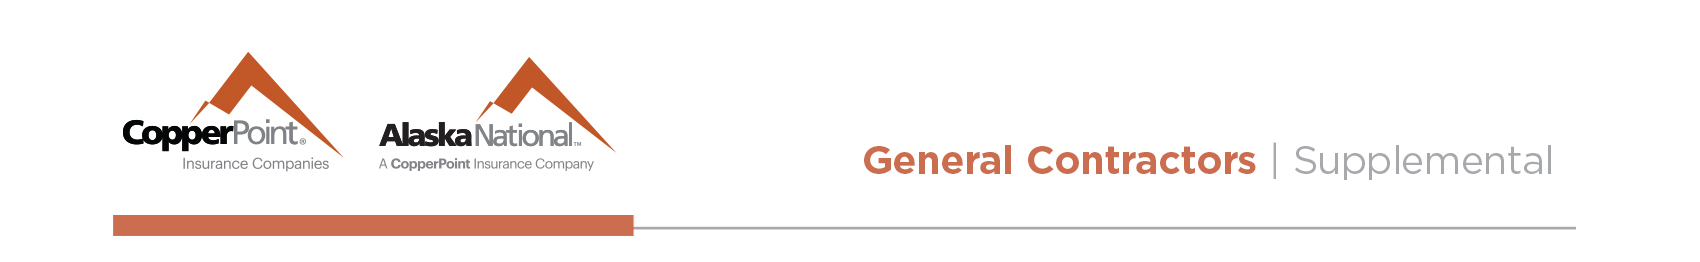 CopperPoint®
Insurance Companies
AlaskaNational™
A CopperPoint Insurance Company
General Contractors | Supplemental